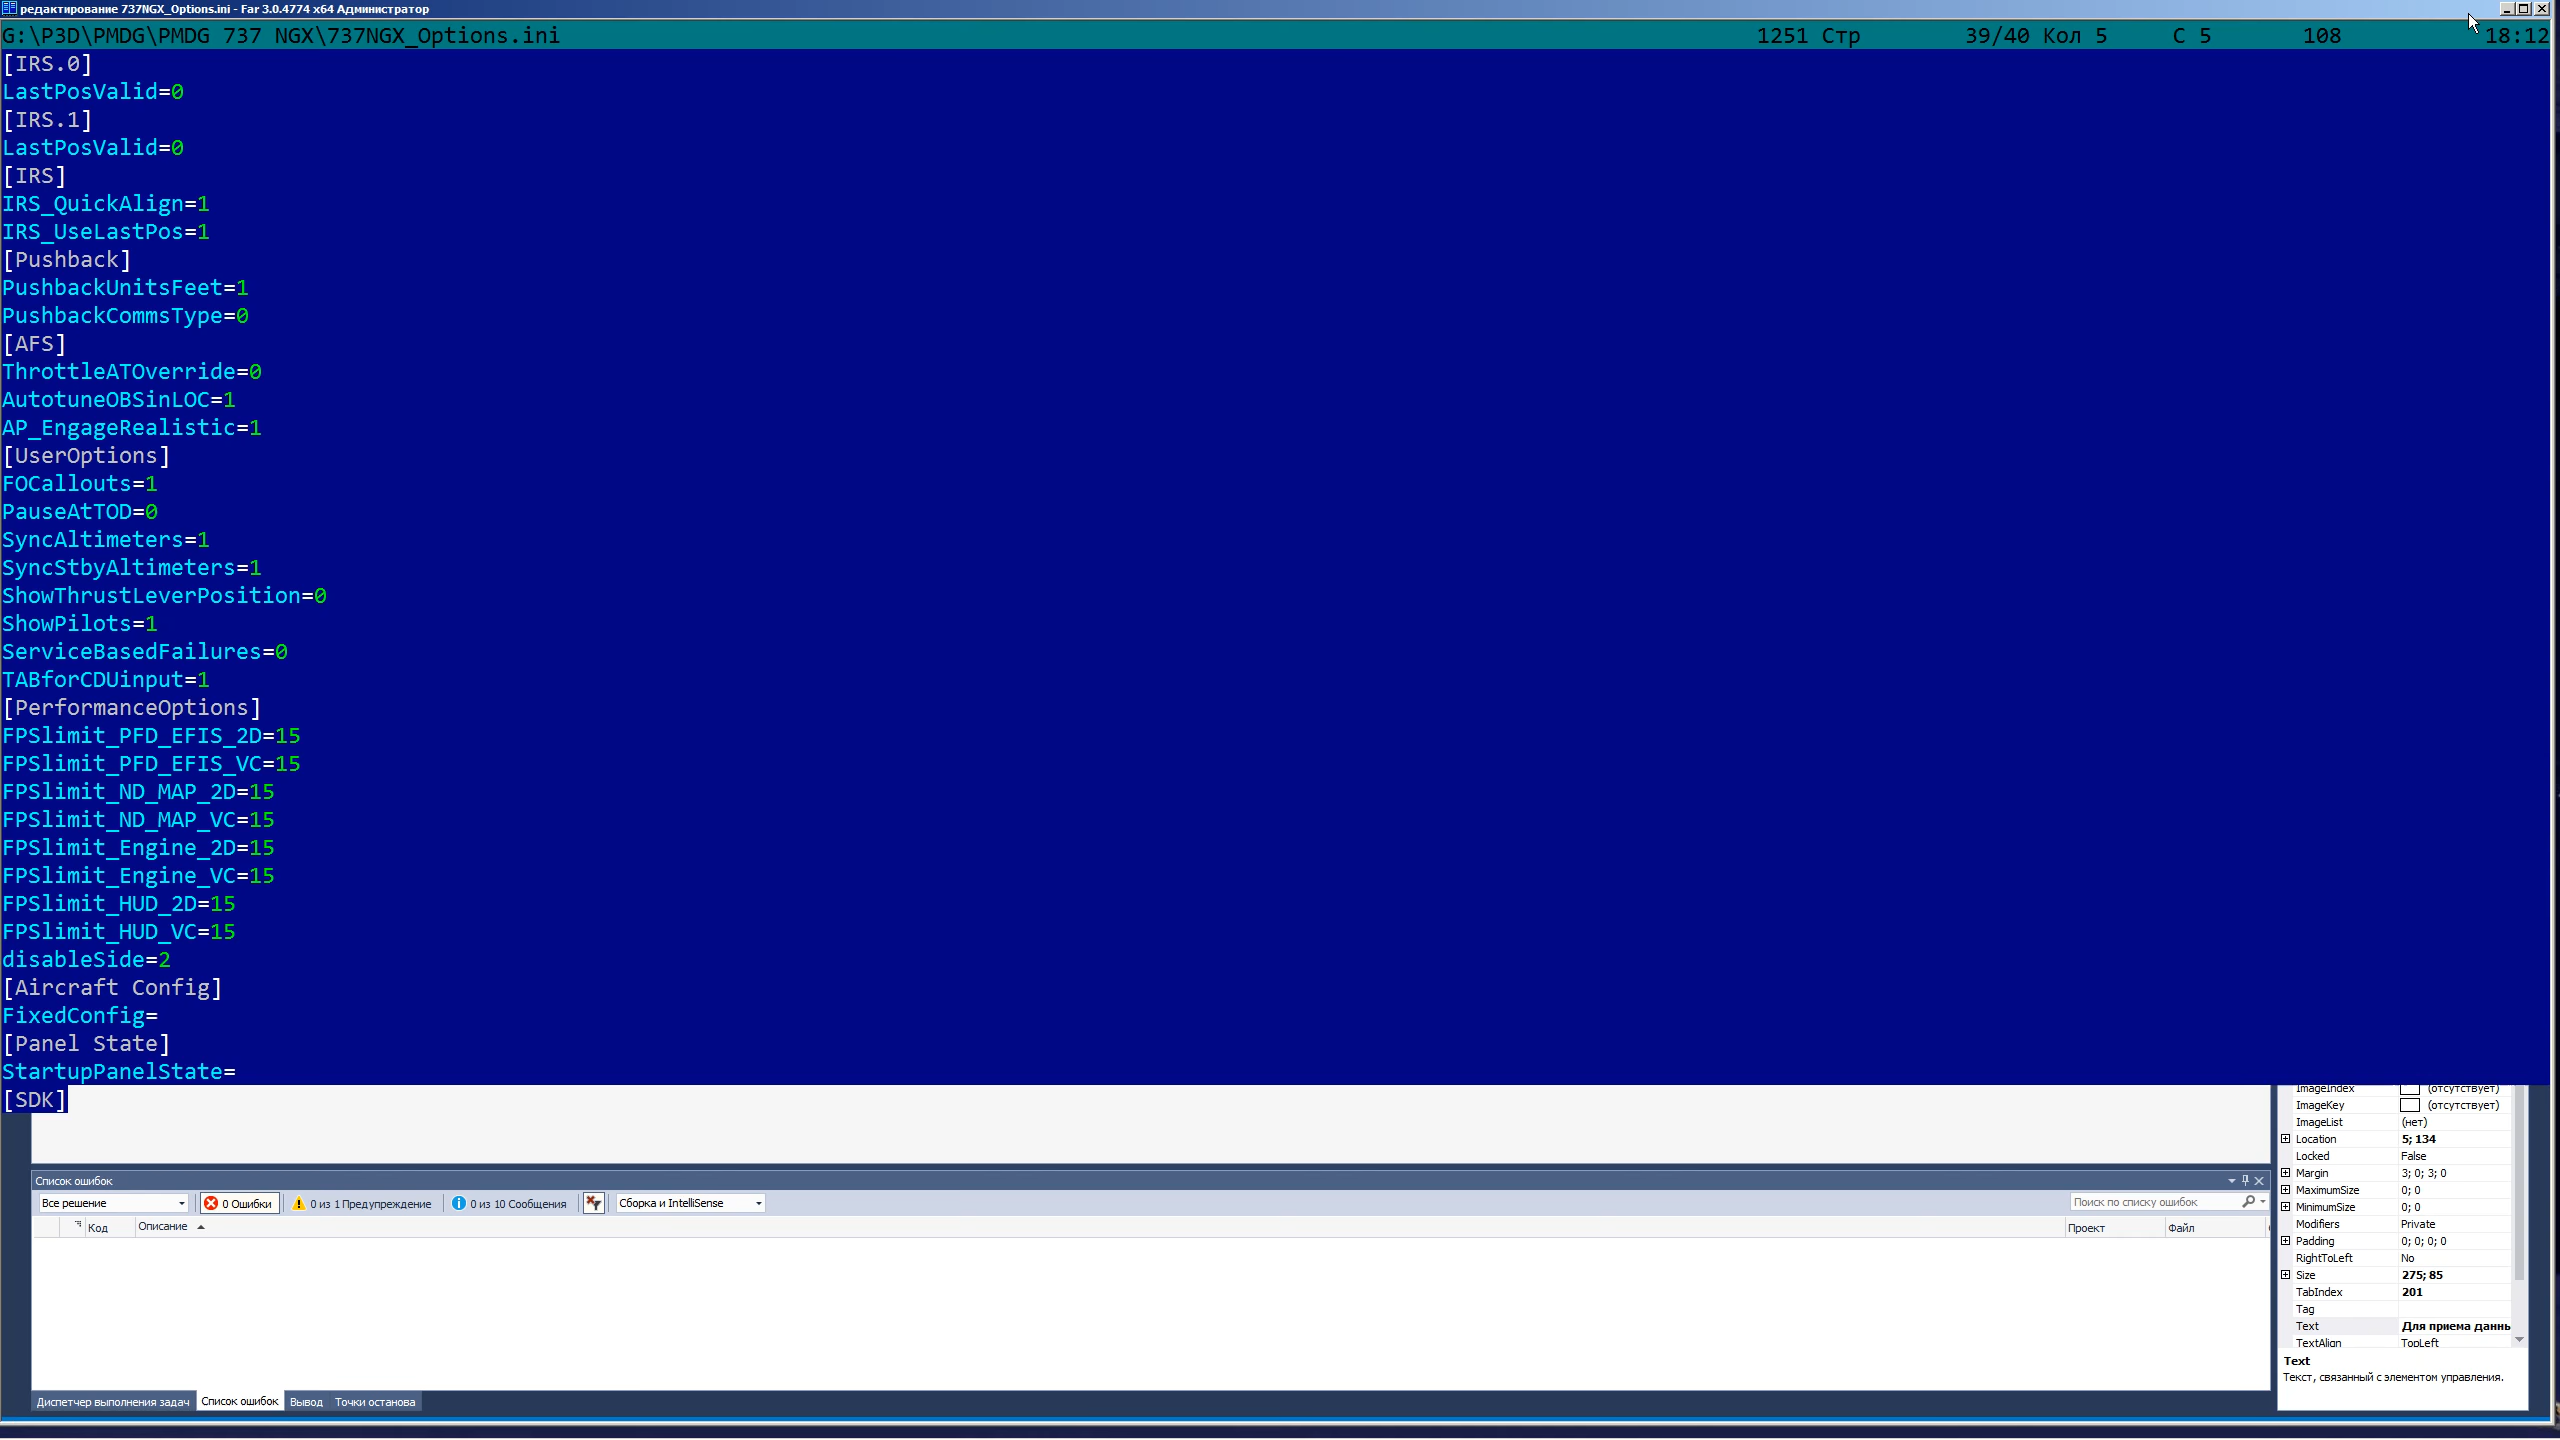 редактирование 737NGX_Options.ini - Far 3.0.4774 x64 Администратор
G:\P3D\PMDG\PMDG 737 NGX\737NGX_Options.ini 1251 Стр 39/40 Кол 5 С 5 108 18:12
[IRS.0]
LastPosValid=0
[IRS.1]
LastPosValid=0
[IRS]
IRS_QuickAlign=1
IRS_UseLastPos=1
[Pushback]
PushbackUnitsFeet=1
PushbackCommsType=0
[AFS]
ThrottleATOverride=0
AutotuneOBSinLOC=1
AP_EngageRealistic=1
[UserOptions]
FOCallouts=1
PauseAtTOD=0
SyncAltimeters=1
SyncStbyAltimeters=1
ShowThrustLeverPosition=0
ShowPilots=1
ServiceBasedFailures=0
TABforCDUinput=1
[PerformanceOptions]
FPSlimit_PFD_EFIS_2D=15
FPSlimit_PFD_EFIS_VC=15
FPSlimit_ND_MAP_2D=15
FPSlimit_ND_MAP_VC=15
FPSlimit_Engine_2D=15
FPSlimit_Engine_VC=15
FPSlimit_HUD_2D=15
FPSlimit_HUD_VC=15
disableSide=2
[Aircraft Config]
FixedConfig=
[Panel State]
StartupPanelState=
[SDK]
ImageIndex (отсутствует)
ImageKey (отсутствует)
ImageList (нет)
Location 5; 134
Locked False
Margin 3; 0; 3; 0
MaximumSize 0; 0
MinimumSize 0; 0
Modifiers Private
Padding 0; 0; 0; 0
RightToLeft No
Size 275; 85
TabIndex 201
Tag
Text Для приема данны
TextAlign TopLeft
Text
Текст, связанный с элементом управления.
Список ошибок
Все решение 0 Ошибки 0 из 1 Предупреждение 0 из 10 Сообщения Сборка и IntelliSense Поиск по списку ошибок
Код Описание Проект Файл
Диспетчер выполнения задач Список ошибок Вывод Точки останова